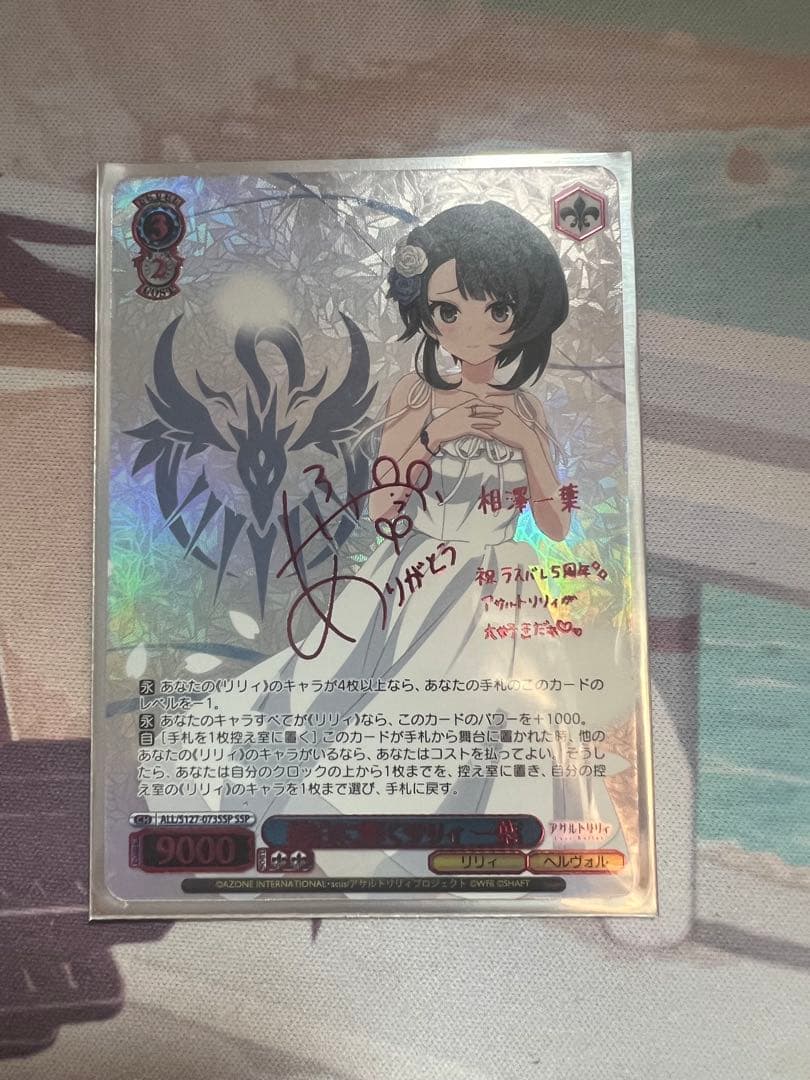 3
2
COST
相澤一葉
ありがとう
祝 ラスバレ5周年
アサルトリリィが
大好きだよ♡
永 あなたの《リリィ》のキャラが4枚以上なら、あなたの手札のこのカードの
レベルを－1。
永 あなたのキャラすべてが《リリィ》なら、このカードのパワーを＋1000。
自 [手札を1枚控え室に置く] このカードが手札から舞台に置かれた時、他の
あなたの《リリィ》のキャラがいるなら、あなたはコストを払ってよい。そうし
たら、あなたは自分のクロックの上から1枚までを、控え室に置き、自分の控
え室の《リリィ》のキャラを1枚まで選び、手札に戻す。
CH ALL/S127-073SSP SSP
アサルトリリィ
Last Bullet
9000
リリィ ヘルヴォル
©AZONE INTERNATIONAL・acus/アサルトリリィプロジェクト ©WFS ©SHAFT